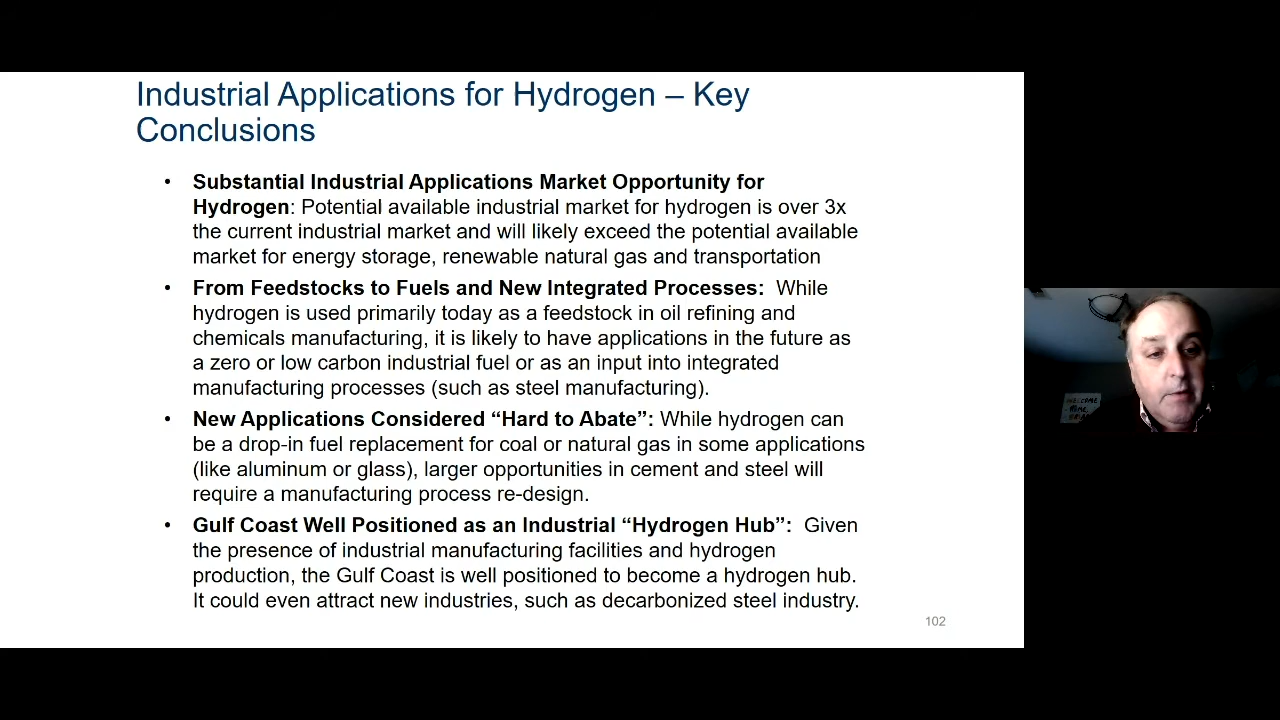 Industrial Applications for Hydrogen – Key
Conclusions
• Substantial Industrial Applications Market Opportunity for
Hydrogen: Potential available industrial market for hydrogen is over 3x
the current industrial market and will likely exceed the potential available
market for energy storage, renewable natural gas and transportation
• From Feedstocks to Fuels and New Integrated Processes: While
hydrogen is used primarily today as a feedstock in oil refining and
chemicals manufacturing, it is likely to have applications in the future as
a zero or low carbon industrial fuel or as an input into integrated
manufacturing processes (such as steel manufacturing).
• New Applications Considered “Hard to Abate”: While hydrogen can
be a drop-in fuel replacement for coal or natural gas in some applications
(like aluminum or glass), larger opportunities in cement and steel will
require a manufacturing process re-design.
• Gulf Coast Well Positioned as an Industrial “Hydrogen Hub”: Given
the presence of industrial manufacturing facilities and hydrogen
production, the Gulf Coast is well positioned to become a hydrogen hub.
It could even attract new industries, such as decarbonized steel industry.
102